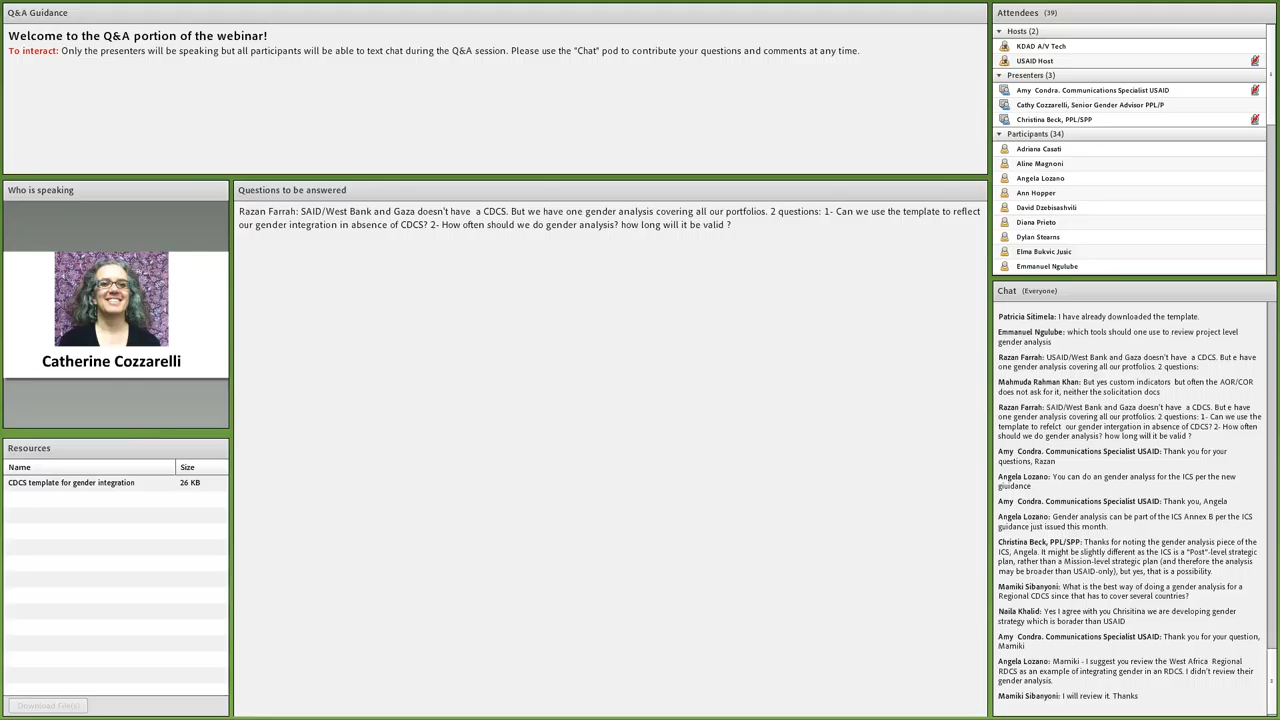 Q&A Guidance
Welcome to the Q&A portion of the webinar!
To interact: Only the presenters will be speaking but all participants will be able to text chat during the Q&A session. Please use the "Chat" pod to contribute your questions and comments at any time.
Who is speaking
Catherine Cozzarelli
Resources
Name Size
CDCS template for gender integration 26 KB
Download File(s)
Questions to be answered
Razan Farrah: SAID/West Bank and Gaza doesn't have a CDCS. But we have one gender analysis covering all our portfolios. 2 questions: 1- Can we use the template to reflect
our gender integration in absence of CDCS? 2- How often should we do gender analysis? how long will it be valid ?
Attendees (39)
Hosts (2)
KDAD A/V Tech
USAID Host
Presenters (3)
Amy Condra. Communications Specialist USAID
Cathy Cozzarelli, Senior Gender Advisor PPL/P
Christina Beck, PPL/SPP
Participants (34)
Adriana Casati
Aline Magnoni
Angela Lozano
Ann Hopper
David Dzebisashvili
Diana Prieto
Dylan Stearns
Elma Bukvic Jusic
Emmanuel Ngulube
Chat (Everyone)
Patricia Sitimela: I have already downloaded the template.
Emmanuel Ngulube: which tools should one use to review project level
gender analysis
Razan Farrah: USAID/West Bank and Gaza doesn't have a CDCS. But e have
one gender analysis covering all our protfolios. 2 questions:
Mahmuda Rahman Khan: But yes custom indicators but often the AOR/COR
does not ask for it, neither the solicitation docs
Razan Farrah: SAID/West Bank and Gaza doesn't have a CDCS. But e have
one gender analysis covering all our prortfolios. 2 questions: 1- Can we use the
template to refelct our gender intergration in absence of CDCS? 2- How often
should we do gender analysis? how long will it be valid ?
Amy Condra. Communications Specialist USAID: Thank you for your
questions, Razan
Angela Lozano: You can do an gender analyss for the ICS per the new
giuidance
Amy Condra. Communications Specialist USAID: Thank you, Angela
Angela Lozano: Gender analysis can be part of the ICS Annex B per the ICS
guidance just issued this month.
Christina Beck, PPL/SPP: Thanks for noting the gender analysis piece of the
ICS, Angela. It might be slightly different as the ICS is a "Post"-level strategic
plan, rather than a Mission-level strategic plan (and therefore the analysis
may be broader than USAID-only), but yes, that is a possibility.
Mamiki Sibanyoni: What is the best way of doing a gender analysis for a
Regional CDCS since that has to cover several countries?
Naila Khalid: Yes I agree with you Chrisitina we are developing gender
strategy which is borader than USAID
Amy Condra. Communications Specialist USAID: Thank you for your question,
Mamiki
Angela Lozano: Mamiki - I suggest you review the West Africa Regional
RDCS as an example of integrating gender in an RDCS. I didn't review their
gender analysis.
Mamiki Sibanyoni: I will review it. Thanks